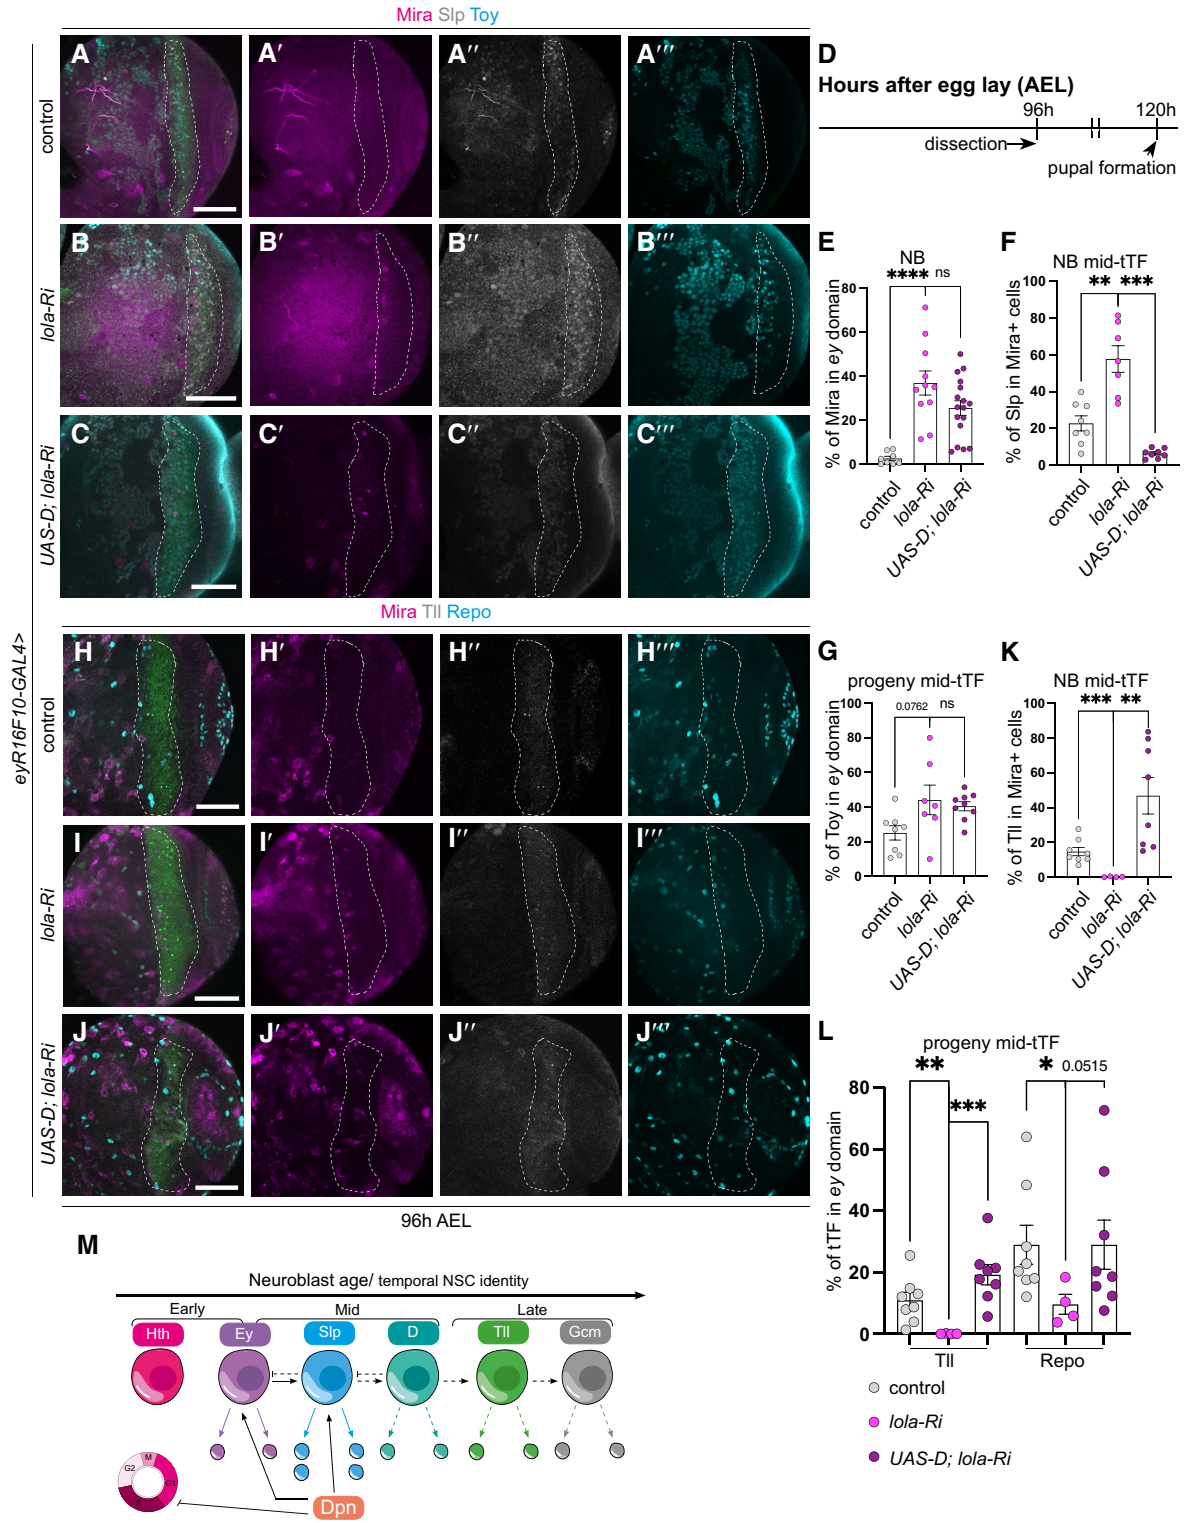 Mira Slp Toy
A A′ A″ A‴
control
B B′ B″ B‴
lola-Ri
C C′ C″ C‴
UAS-D; lola-Ri
eyR16F10-GAL4>
D
Hours after egg lay (AEL)
96h 120h
dissection
pupal formation
E
NB
**** ns
% of Mira in ey domain
80
60
40
20
0
control
lola-Ri
UAS-D; lola-Ri
F
NB mid-tTF
** ***
% of Slp in Mira+ cells
100
80
60
40
20
0
control
lola-Ri
UAS-D; lola-Ri
Mira Tll Repo
H H′ H″ H‴
control
I I′ I″ I‴
lola-Ri
J J′ J″ J‴
UAS-D; lola-Ri
96h AEL
G
progeny mid-tTF
0.0762 ns
% of Toy in ey domain
100
80
60
40
20
0
control
lola-Ri
UAS-D; lola-Ri
K
NB mid-tTF
*** **
% of Tll in Mira+ cells
100
80
60
40
20
0
control
lola-Ri
UAS-D; lola-Ri
L
progeny mid-tTF
** * 0.0515
***
% of tTF in ey domain
80
60
40
20
0
Tll Repo
control
lola-Ri
UAS-D; lola-Ri
M
Neuroblast age/ temporal NSC identity
Early Mid Late
Hth Ey Slp D Tll Gcm
M
G2 G1
S
Dpn